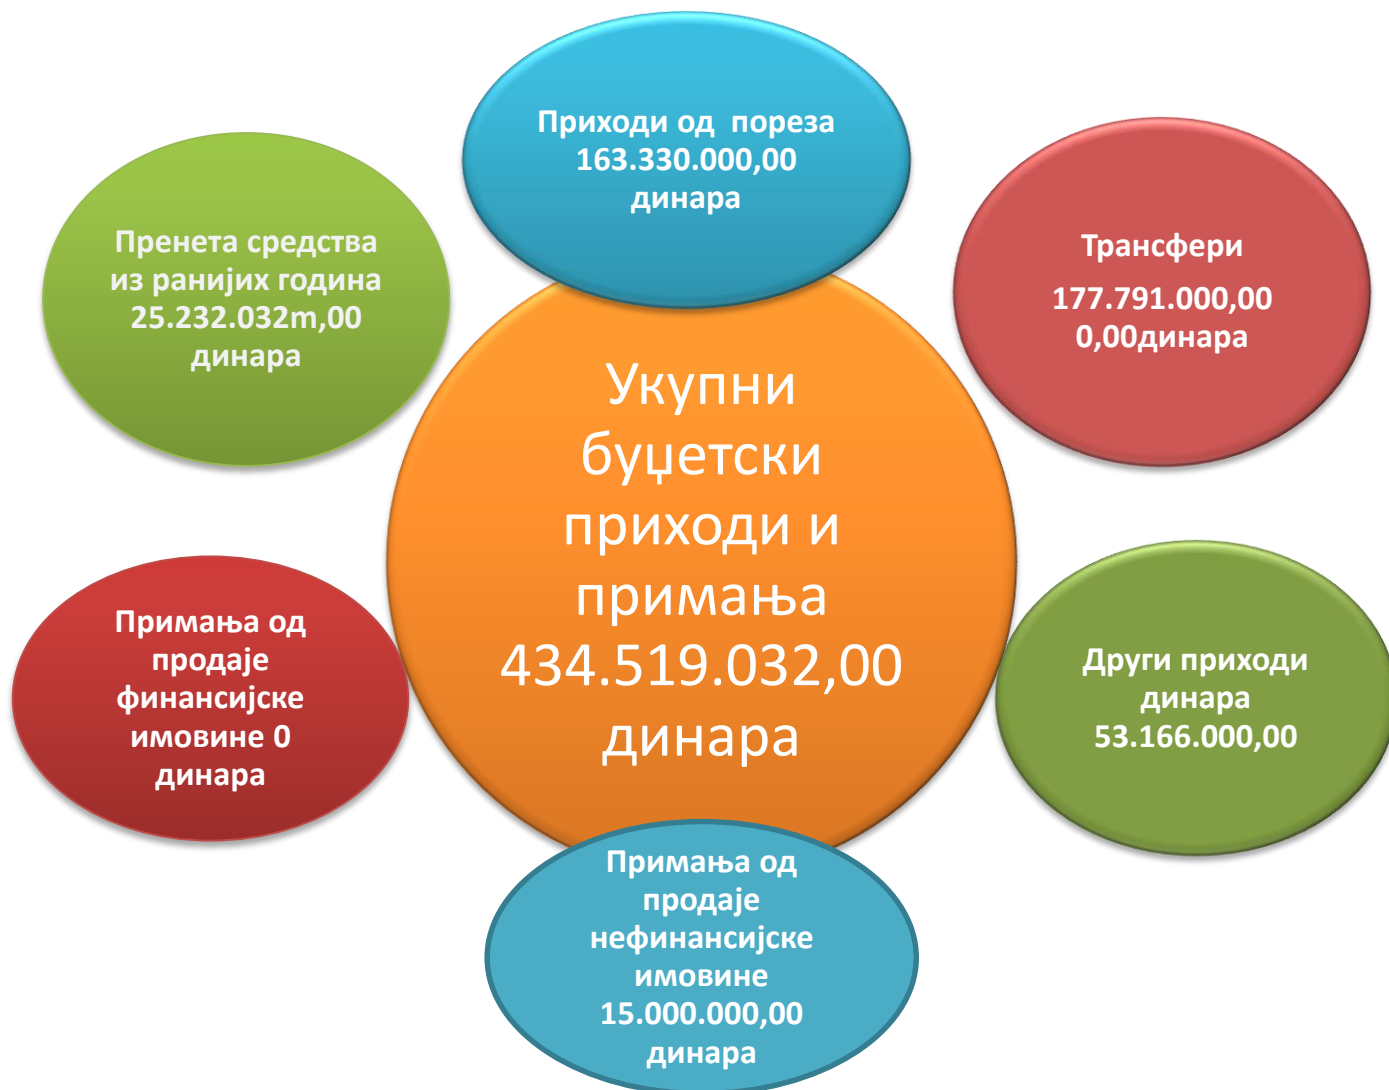 Приходи од пореза
163.330.000,00
динара
Пренета средства
из ранијих година
25.232.032m,00
динара
Трансфери
177.791.000,00
0,00динара
Укупни
буџетски
приходи и
примања
434.519.032,00
динара
Примања од
продаје
финансијске
имовине 0
динара
Други приходи
динара
53.166.000,00
Примања од
продаје
нефинансијске
имовине
15.000.000,00
динара